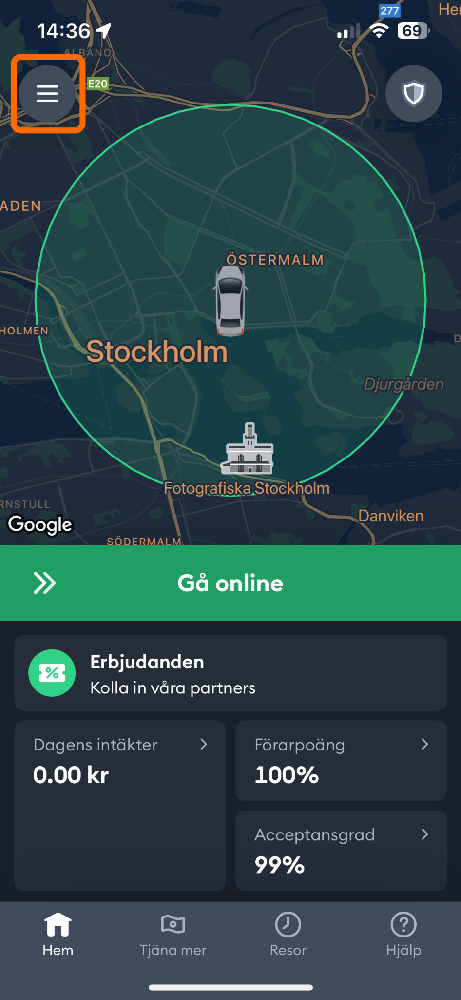 277
Her
14:36
69
ALBANO
E20
ADEN
ÖSTERMALM
HOLMEN
D
Stockholm
Djurgården
Fotografiska Stockholm
RNSTULL
Danviken
Google
SÖDERMALM
Gå online
Erbjudanden
%
Kolla in våra partners
Dagens intäkter
0.00 kr
Förarpoäng
100%
Acceptansgrad
99%
Hem
Tjäna mer
Resor
Hjälp